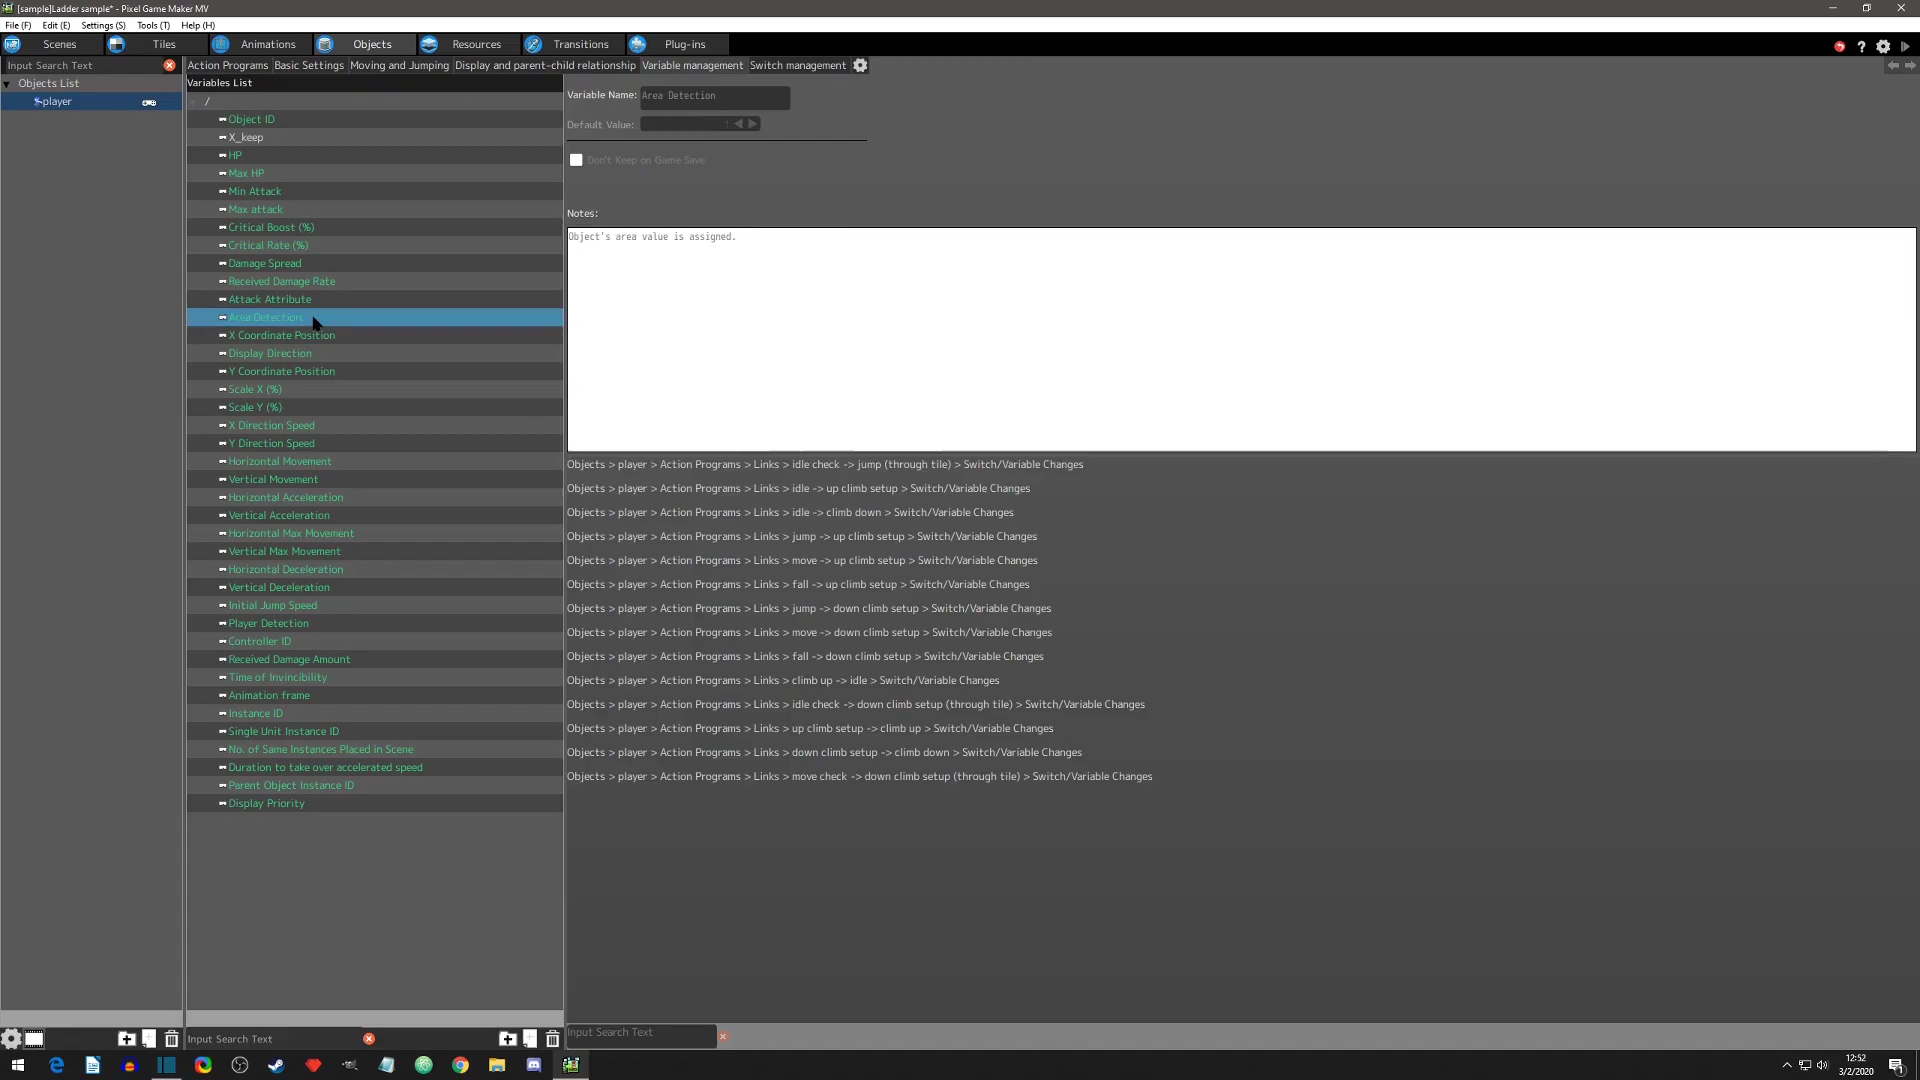 [sample]Ladder sample* - Pixel Game Maker MV
File (F) Edit (E) Settings (S) Tools (T) Help (H)
Scenes Tiles Animations Objects Resources Transitions Plug-ins
Input Search Text Action Programs Basic Settings Moving and Jumping Display and parent-child relationship Variable management Switch management
Objects List
player
Variables List
/
Object ID
X_keep
HP
Max HP
Min Attack
Max attack
Critical Boost (%)
Critical Rate (%)
Damage Spread
Received Damage Rate
Attack Attribute
Area Detection
X Coordinate Position
Display Direction
Y Coordinate Position
Scale X (%)
Scale Y (%)
X Direction Speed
Y Direction Speed
Horizontal Movement
Vertical Movement
Horizontal Acceleration
Vertical Acceleration
Horizontal Max Movement
Vertical Max Movement
Horizontal Deceleration
Vertical Deceleration
Initial Jump Speed
Player Detection
Controller ID
Received Damage Amount
Time of Invincibility
Animation frame
Instance ID
Single Unit Instance ID
No. of Same Instances Placed in Scene
Duration to take over accelerated speed
Parent Object Instance ID
Display Priority
Input Search Text
Variable Name: Area Detection
Default Value: 1
Don't Keep on Game Save
Notes:
Object's area value is assigned.
Objects > player > Action Programs > Links > idle check -> jump (through tile) > Switch/Variable Changes
Objects > player > Action Programs > Links > idle -> up climb setup > Switch/Variable Changes
Objects > player > Action Programs > Links > idle -> climb down > Switch/Variable Changes
Objects > player > Action Programs > Links > jump -> up climb setup > Switch/Variable Changes
Objects > player > Action Programs > Links > move -> up climb setup > Switch/Variable Changes
Objects > player > Action Programs > Links > fall -> up climb setup > Switch/Variable Changes
Objects > player > Action Programs > Links > jump -> down climb setup > Switch/Variable Changes
Objects > player > Action Programs > Links > move -> down climb setup > Switch/Variable Changes
Objects > player > Action Programs > Links > fall -> down climb setup > Switch/Variable Changes
Objects > player > Action Programs > Links > climb up -> idle > Switch/Variable Changes
Objects > player > Action Programs > Links > idle check -> down climb setup (through tile) > Switch/Variable Changes
Objects > player > Action Programs > Links > up climb setup -> climb up > Switch/Variable Changes
Objects > player > Action Programs > Links > down climb setup -> climb down > Switch/Variable Changes
Objects > player > Action Programs > Links > move check -> down climb setup (through tile) > Switch/Variable Changes
Input Search Text
12:52
3/2/2020